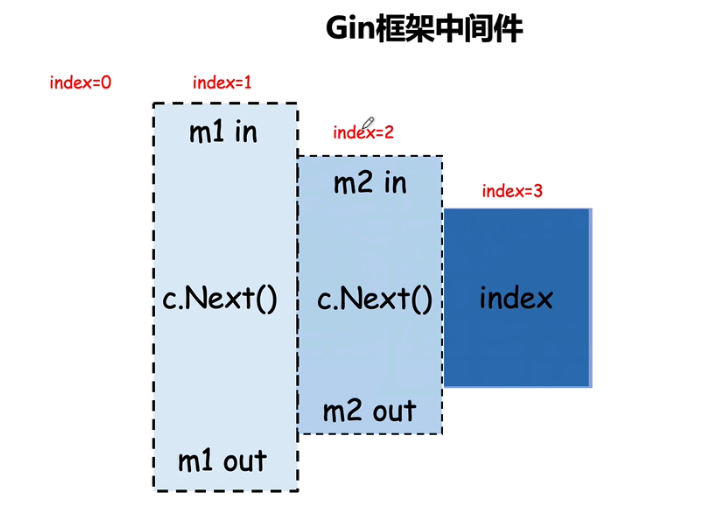 Gin框架中间件
index=0
index=1
m1 in
index=2
m2 in
index=3
c.Next()
c.Next()
index
m2 out
m1 out